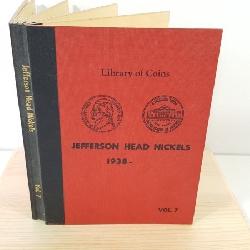 Jefferson Head Nickels
Vol. 7
Library of Coins
JEFFERSON HEAD NICKELS
1938-
VOL. 7